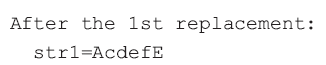 After the 1st replacement:
str1=AcdefE